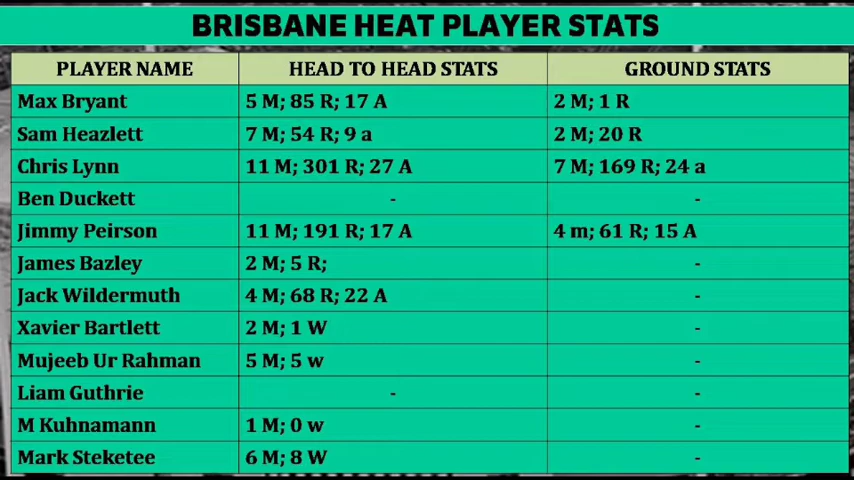 BRISBANE HEAT PLAYER STATS
PLAYER NAME HEAD TO HEAD STATS GROUND STATS
Max Bryant 5 M; 85 R; 17 A 2 M; 1 R
Sam Heazlett 7 M; 54 R; 9 a 2 M; 20 R
Chris Lynn 11 M; 301 R; 27 A 7 M; 169 R; 24 a
Ben Duckett - -
Jimmy Peirson 11 M; 191 R; 17 A 4 m; 61 R; 15 A
James Bazley 2 M; 5 R; -
Jack Wildermuth 4 M; 68 R; 22 A -
Xavier Bartlett 2 M; 1 W -
Mujeeb Ur Rahman 5 M; 5 w -
Liam Guthrie - -
M Kuhnamann 1 M; 0 w -
Mark Steketee 6 M; 8 W -